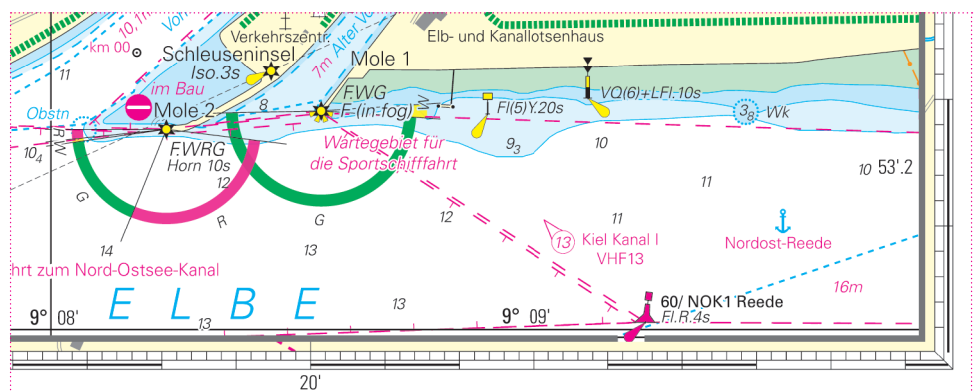 10,1m
Vorh
km 00
11
Verkehrszentr.
Schleuseninsel
Iso.3s
Alter Vo
7m
Mole 1
Elb- und Kanallotsenhaus
im Bau
Obstn
Mole 2
8
F.WG
F-(in-fog)
W
Fl(5)Y.20s
VQ(6)+LFl.10s
3₈ Wk
R
W
10₄
F.WRG
Horn 10s
12
Wartegebiet für
die Sportschifffahrt
9₃
10
11
10
53'.2
G
R
G
12
11
13
Kiel Kanal I
VHF13
Nordost-Reede
14
13
hrt zum Nord-Ostsee-Kanal
16m
ELBE
13
13
60/ NOK1 Reede
Fl.R.4s
9° 08'
9° 09'
20'